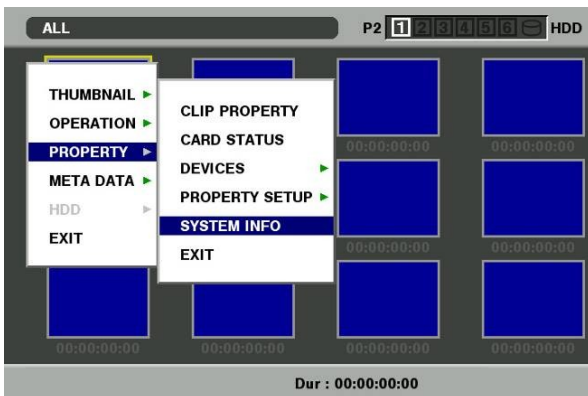 ALL
P2 1 2 3 4 5 6 HDD
THUMBNAIL
OPERATION
PROPERTY
META DATA
HDD
EXIT
CLIP PROPERTY
CARD STATUS
DEVICES
PROPERTY SETUP
SYSTEM INFO
EXIT
00:00:00:00 00:00:00:00
00:00:00:00 00:00:00:00
00:00:00:00 00:00:00:00 00:00:00:00 00:00:00:00
Dur : 00:00:00:00